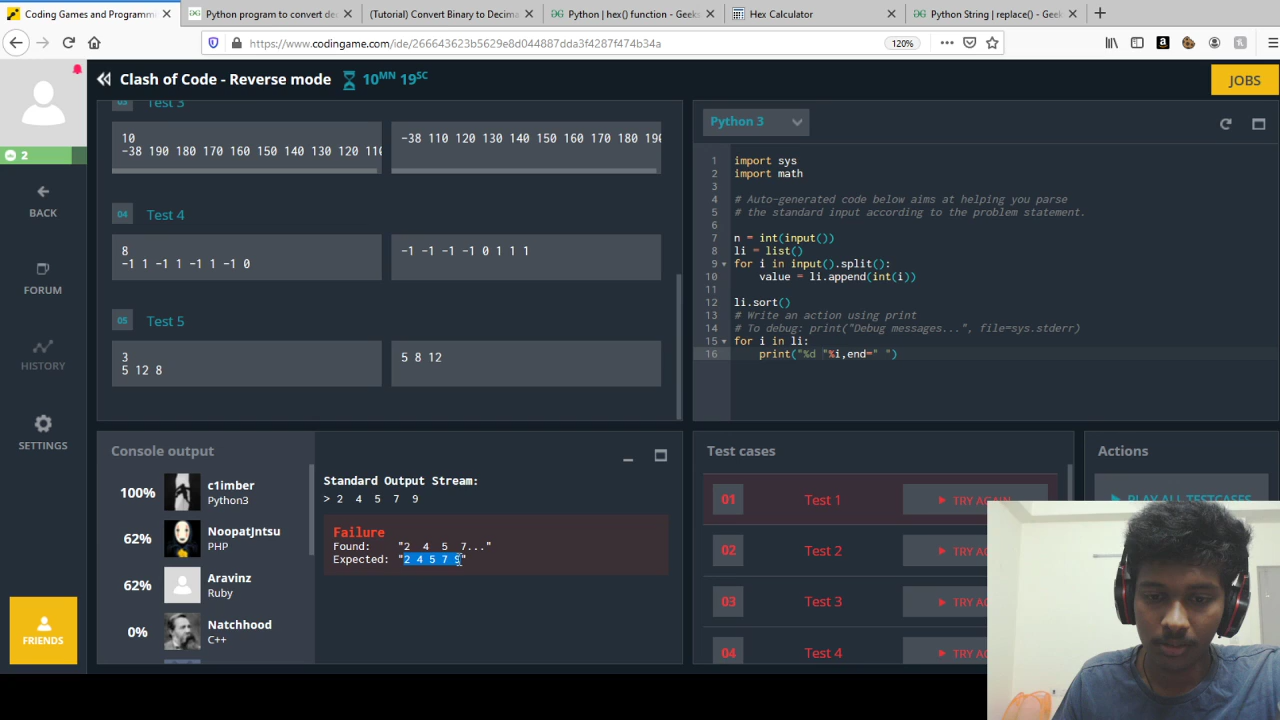 Coding Games and Programme
Python program to convert de
(Tutorial) Convert Binary to Decima
Python | hex() function - Geeks
Hex Calculator
Python String | replace() - Geek
https://www.codingame.com/ide/266643623b5629e8d044887dda3f4287f474b34a
120%
Clash of Code - Reverse mode
10MN 19SC
JOBS
2
BACK
FORUM
HISTORY
SETTINGS
FRIENDS
03 Test 3
10
-38 190 180 170 160 150 140 130 120 110
-38 110 120 130 140 150 160 170 180 190
04 Test 4
8
-1 1 -1 1 -1 1 -1 0
-1 -1 -1 -1 0 1 1 1
05 Test 5
3
5 12 8
5 8 12
Python 3
1 import sys
2 import math
3
4 # Auto-generated code below aims at helping you parse
5 # the standard input according to the problem statement.
6
7 n = int(input())
8 li = list()
9 for i in input().split():
10 value = li.append(int(i))
11
12 li.sort()
13 # Write an action using print
14 # To debug: print("Debug messages...", file=sys.stderr)
15 for i in li:
16 print("%d "%i,end=" ")
Console output
100% c1imber
Python3
62% NoopatJntsu
PHP
62% Aravinz
Ruby
0% Natchhood
C++
Standard Output Stream:
> 2  4  5  7  9
Failure
Found: "2  4  5  7..."
Expected: "2 4 5 7 9"
Test cases
01 Test 1 TRY AGAIN
02 Test 2 TRY
03 Test 3 TRY
04 Test 4 TRY
Actions
PLAY ALL TESTCASES